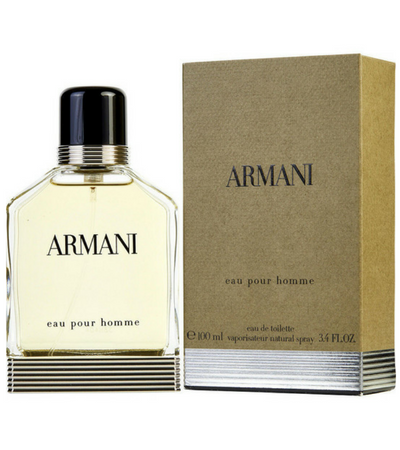 ARMANI
eau pour homme
ARMANI
eau pour homme
eau de toilette
e 100 ml vaporisateur natural spray 3.4 FL.OZ